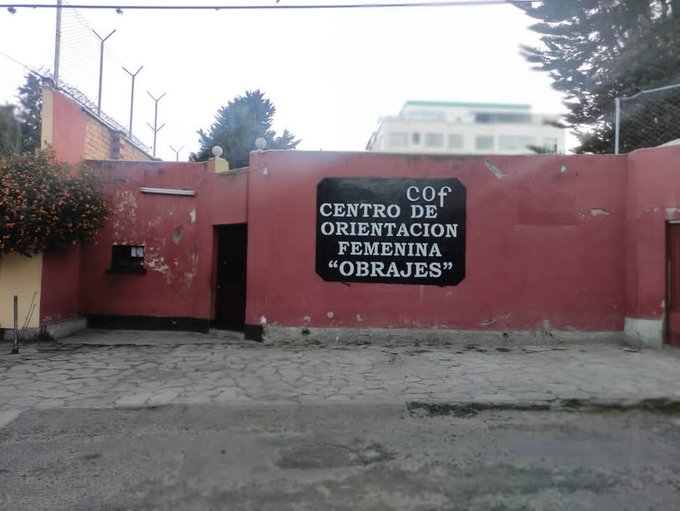 cof
CENTRO DE
ORIENTACION
FEMENINA
“OBRAJES”